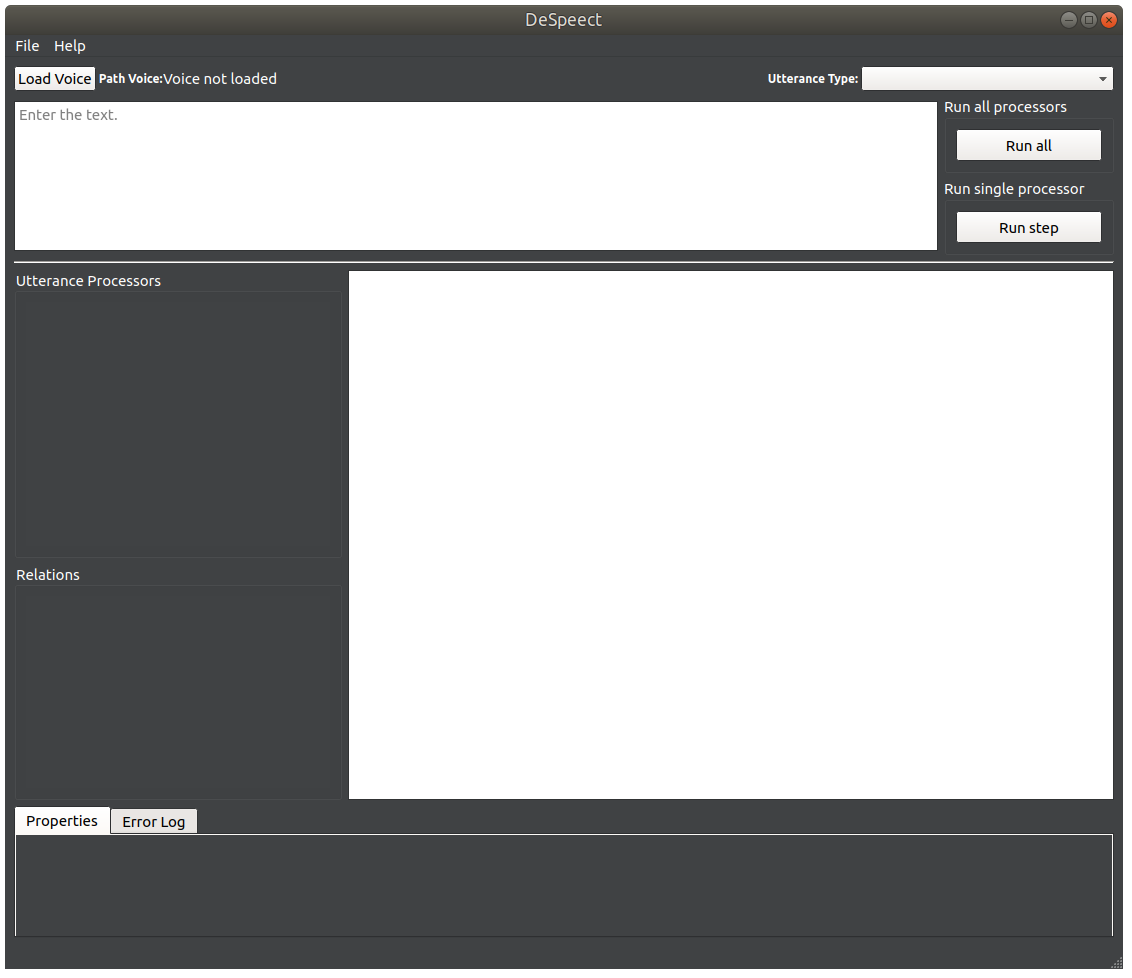 DeSpeect
File Help
Load Voice Path Voice:Voice not loaded Utterance Type:
Enter the text.
Run all processors
Run all
Run single processor
Run step
Utterance Processors
Relations
Properties Error Log